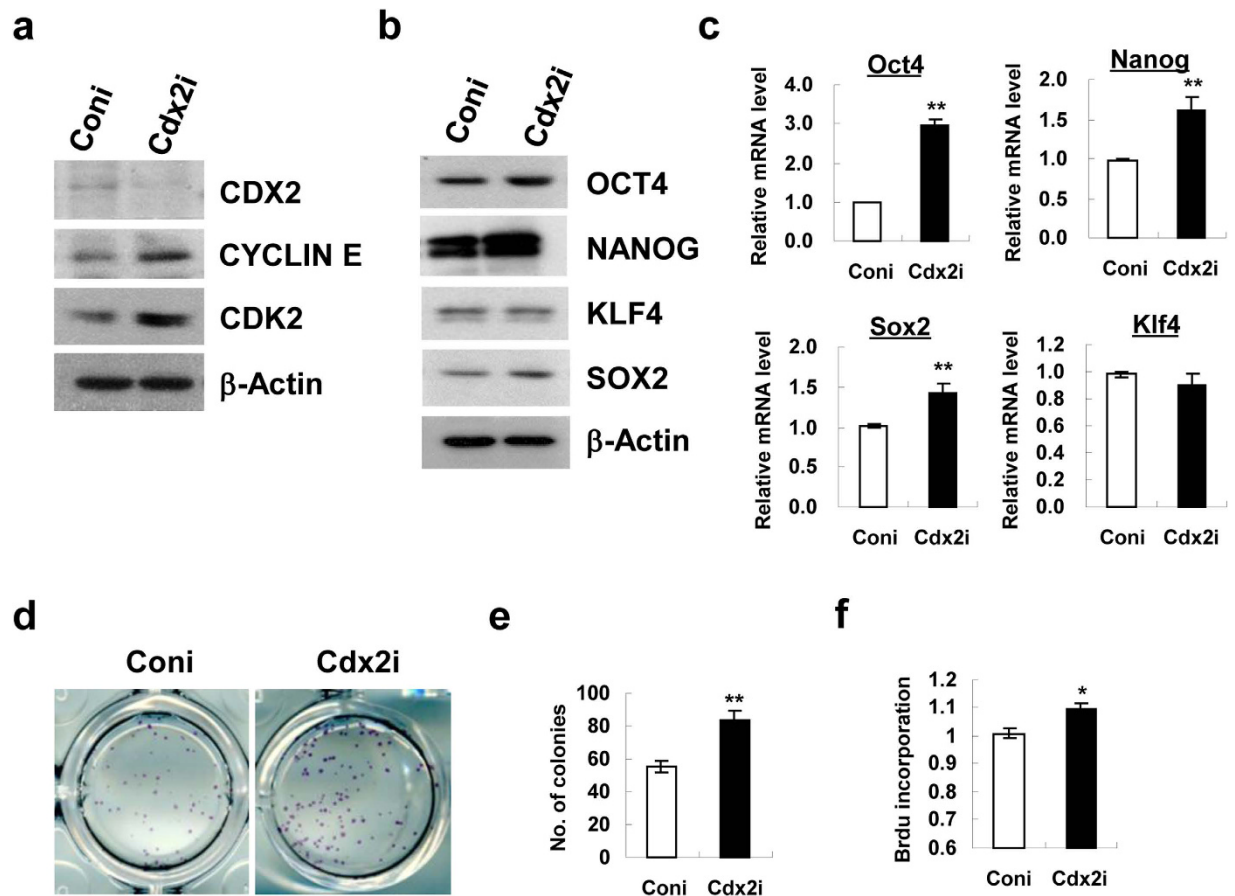 a
Coni Cdx2i
CDX2
CYCLIN E
CDK2
β-Actin
b
Coni Cdx2i
OCT4
NANOG
KLF4
SOX2
β-Actin
c
Oct4
Relative mRNA level
4.0
3.0
2.0
1.0
0.0
**
Coni Cdx2i
Nanog
Relative mRNA level
2.0
1.5
1.0
0.5
0.0
**
Coni Cdx2i
Sox2
Relative mRNA level
2.0
1.5
1.0
0.5
0.0
**
Coni Cdx2i
Klf4
Relative mRNA level
1.2
1.0
0.8
0.6
0.4
0.2
0.0
Coni Cdx2i
d
Coni Cdx2i
e
No. of colonies
100
80
60
40
20
0
**
Coni Cdx2i
f
Brdu incorporation
1.2
1.1
1
0.9
0.8
0.7
0.6
*
Coni Cdx2i